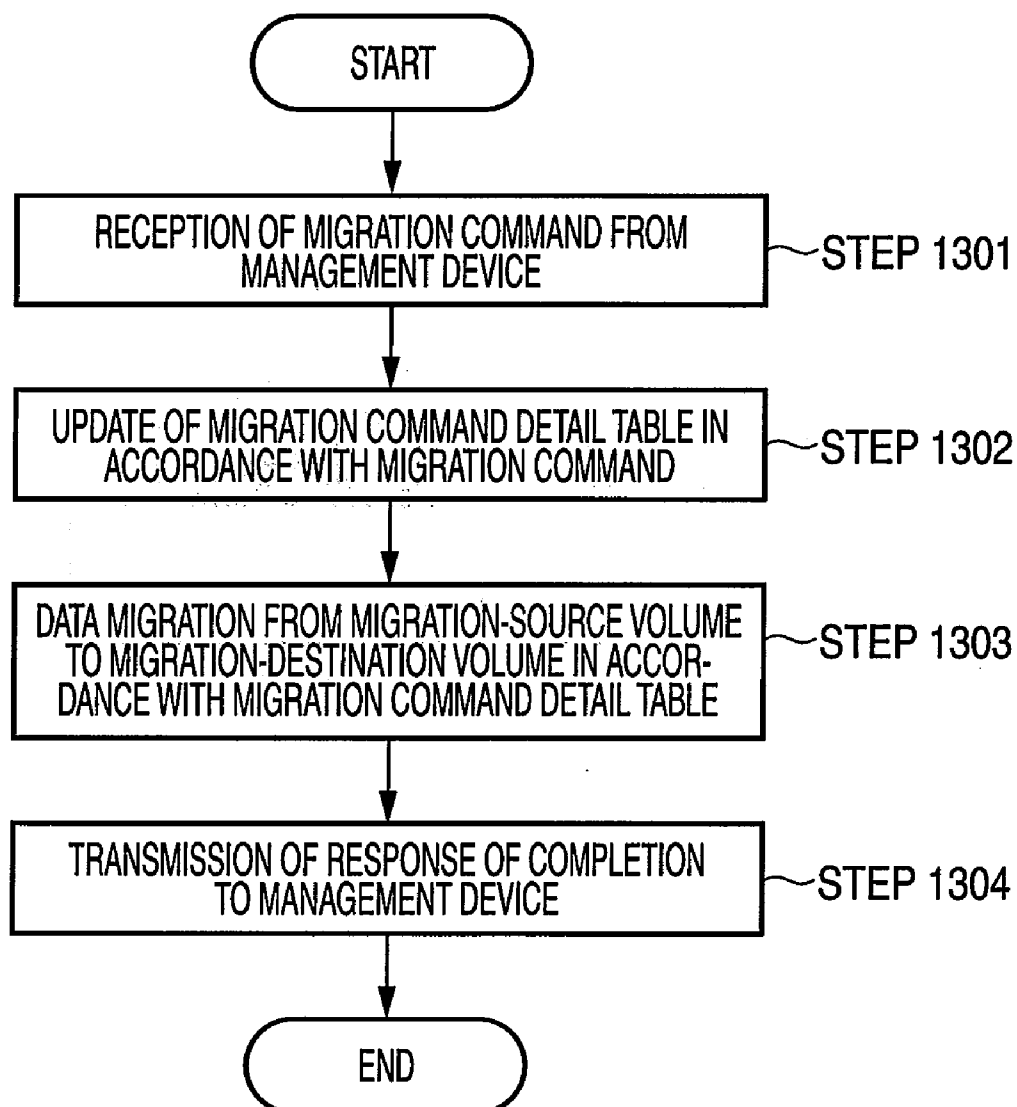 START
RECEPTION OF MIGRATION COMMAND FROM
MANAGEMENT DEVICE
STEP 1301
UPDATE OF MIGRATION COMMAND DETAIL TABLE IN
ACCORDANCE WITH MIGRATION COMMAND
STEP 1302
DATA MIGRATION FROM MIGRATION-SOURCE VOLUME
TO MIGRATION-DESTINATION VOLUME IN ACCOR-
DANCE WITH MIGRATION COMMAND DETAIL TABLE
STEP 1303
TRANSMISSION OF RESPONSE OF COMPLETION
TO MANAGEMENT DEVICE
STEP 1304
END